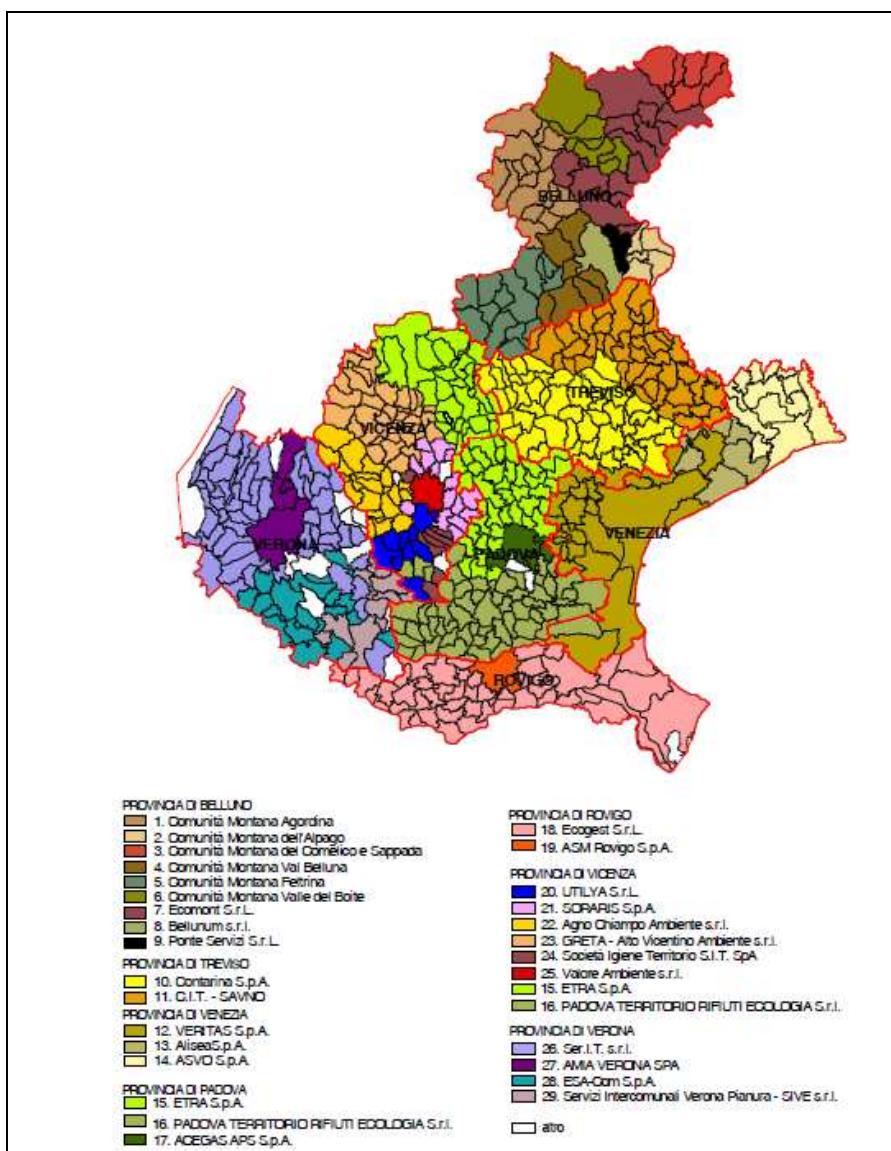 BELLUNO
TREVISO
VICENZA
VERONA
PADOVA
VENEZIA
ROVIGO
PROVINCIA DI BELLUNO
1. Comunità Montana Agordina
2. Comunità Montana dell'Alpago
3. Comunità Montana del Comelico e Sappada
4. Comunità Montana Val Belluna
5. Comunità Montana Feltrina
6. Comunità Montana Valle del Boite
7. Ecomont S.r.L.
8. Bellunum s.r.l.
9. Ponte Servizi S.r.L.
PROVINCIA DI TREVISO
10. Contarina S.p.A.
11. C.I.T. - SAVNO
PROVINCIA DI VENEZIA
12. VERITAS S.p.A.
13. AliseaS.p.A.
14. ASVO S.p.A.
PROVINCIA DI PADOVA
15. ETRA S.p.A.
16. PADOVA TERRITORIO RIFIUTI ECOLOGIA S.r.l.
17. ACEGAS APS S.p.A.
PROVINCIA DI ROVIGO
18. Ecogest S.r.L.
19. ASM Rovigo S.p.A.
PROVINCIA DI VICENZA
20. UTILYA S.r.L.
21. SORARIS S.p.A.
22. Agno Chiampo Ambiente s.r.l.
23. GRETA - Alto Vicentino Ambiente s.r.l.
24. Società Igiene Territorio S.I.T. SpA
25. Valore Ambiente s.r.l.
15. ETRA S.p.A.
16. PADOVA TERRITORIO RIFIUTI ECOLOGIA S.r.l.
PROVINCIA DI VERONA
26. Ser.I.T. s.r.l.
27. AMIA VERONA SPA
28. ESA-Com S.p.A.
29. Servizi Intercomunali Verona Pianura - SIVE s.r.l.
altro